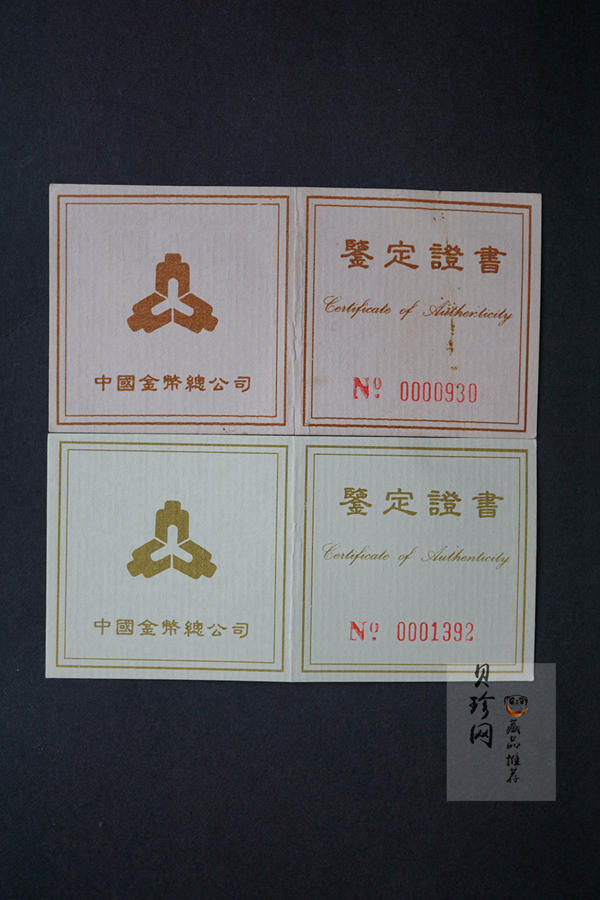 中國金幣總公司
鑒定證書
Certificate of Authenticity
Nº 0000930
中國金幣總公司
鑒定證書
Certificate of Authenticity
Nº 0001392
贝珍网
藏品推荐